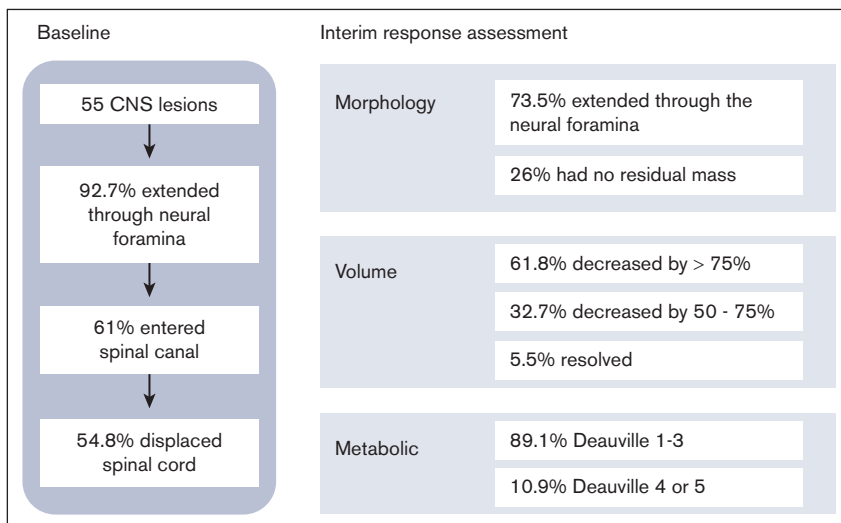 Baseline
55 CNS lesions
92.7% extended
through neural
foramina
61% entered
spinal canal
54.8% displaced
spinal cord
Interim response assessment
Morphology
73.5% extended through the
neural foramina
26% had no residual mass
Volume
61.8% decreased by > 75%
32.7% decreased by 50 - 75%
5.5% resolved
Metabolic
89.1% Deauville 1-3
10.9% Deauville 4 or 5